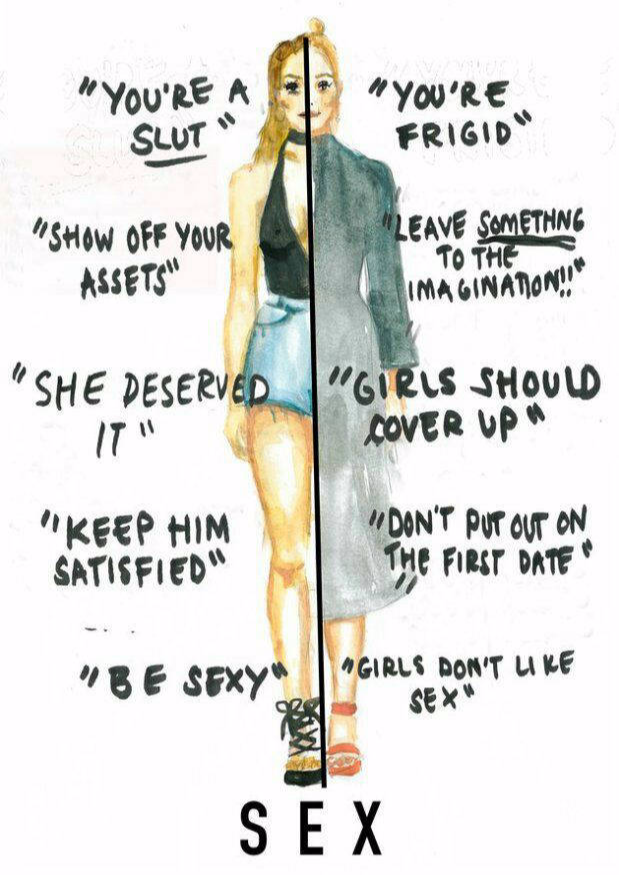 "YOU'RE A
SLUT"
"SHOW OFF YOUR
ASSETS"
"SHE DESERVED
IT"
"KEEP HIM
SATISFIED"
"BE SEXY"
"YOU'RE
FRIGID"
"LEAVE SOMETHNG
TO THE
IMAGINATION!!"
"GIRLS SHOULD
COVER UP"
"DON'T PUT OUT ON
THE FIRST DATE"
"GIRLS DON'T LIKE
SEX"
SEX